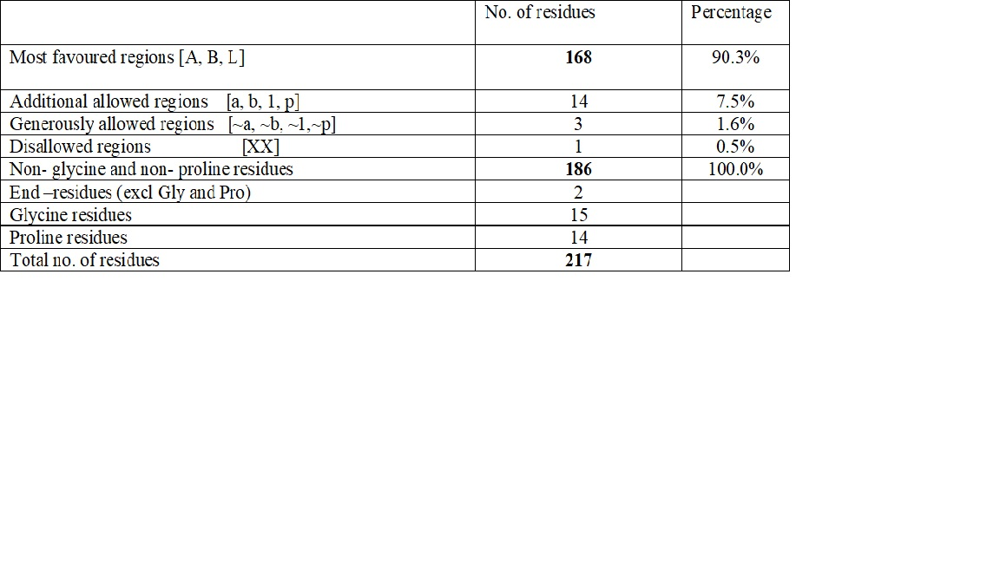 No. of residues Percentage
Most favoured regions [A, B, L] 168 90.3%
Additional allowed regions [a, b, 1, p] 14 7.5%
Generously allowed regions [~a, ~b, ~1,~p] 3 1.6%
Disallowed regions [XX] 1 0.5%
Non- glycine and non- proline residues 186 100.0%
End –residues (excl Gly and Pro) 2
Glycine residues 15
Proline residues 14
Total no. of residues 217